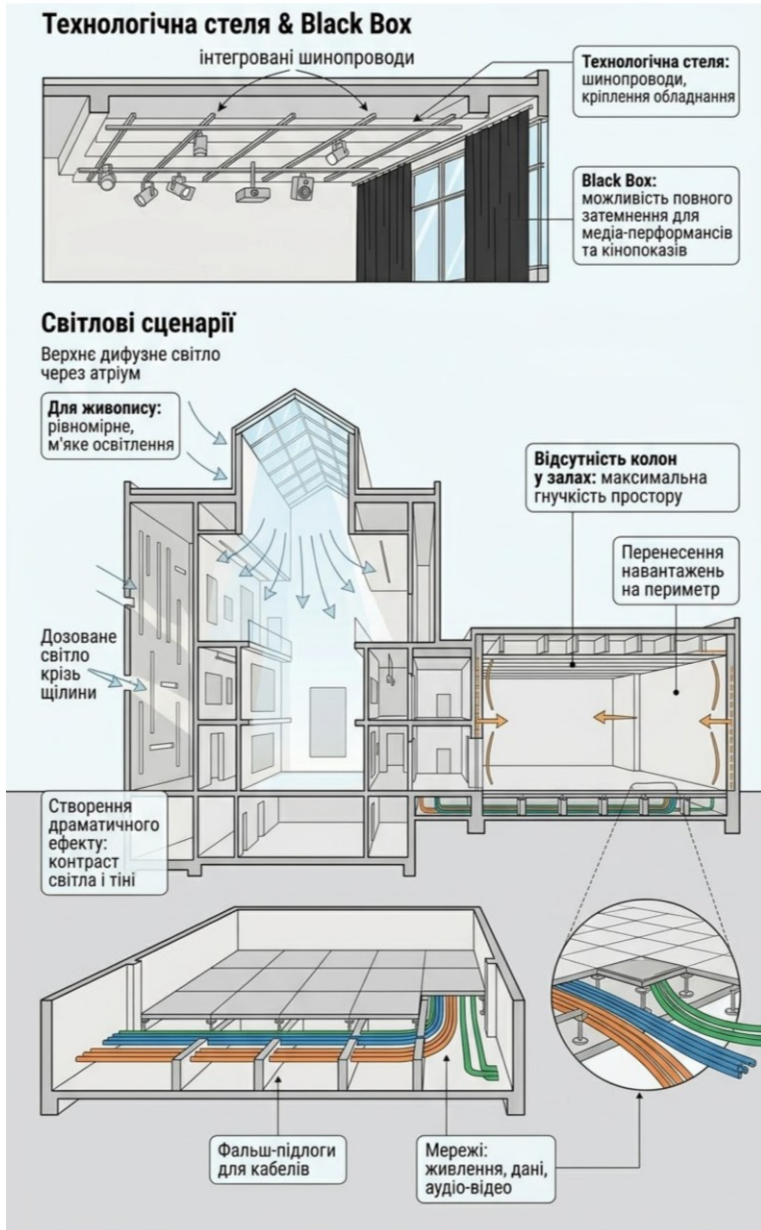 Технологічна стеля & Black Box
інтегровані шинопроводи
Технологічна стеля:
шинопроводи,
кріплення обладнання
Black Box:
можливість повного
затемнення для
медіа-перформансів
та кінопоказів
Світлові сценарії
Верхнє дифузне світло
через атріум
Для живопису:
рівномірне,
м'яке освітлення
Відсутність колон
у залах: максимальна
гнучкість простору
Перенесення
навантажень
на периметр
Дозоване
світло
крізь
щілини
Створення
драматичного
ефекту:
контраст
світла і тіні
Фальш-підлоги
для кабелів
Мережі:
живлення, дані,
аудіо-відео